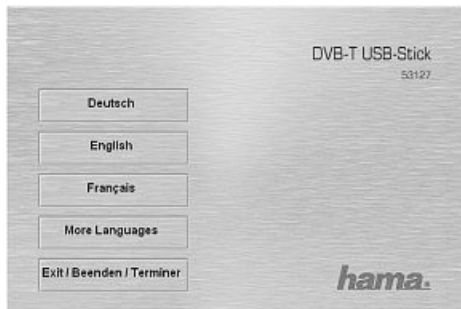 DVB-T USB-Stick
53127
Deutsch
English
Français
More Languages
Exit / Beenden / Terminer
hama.